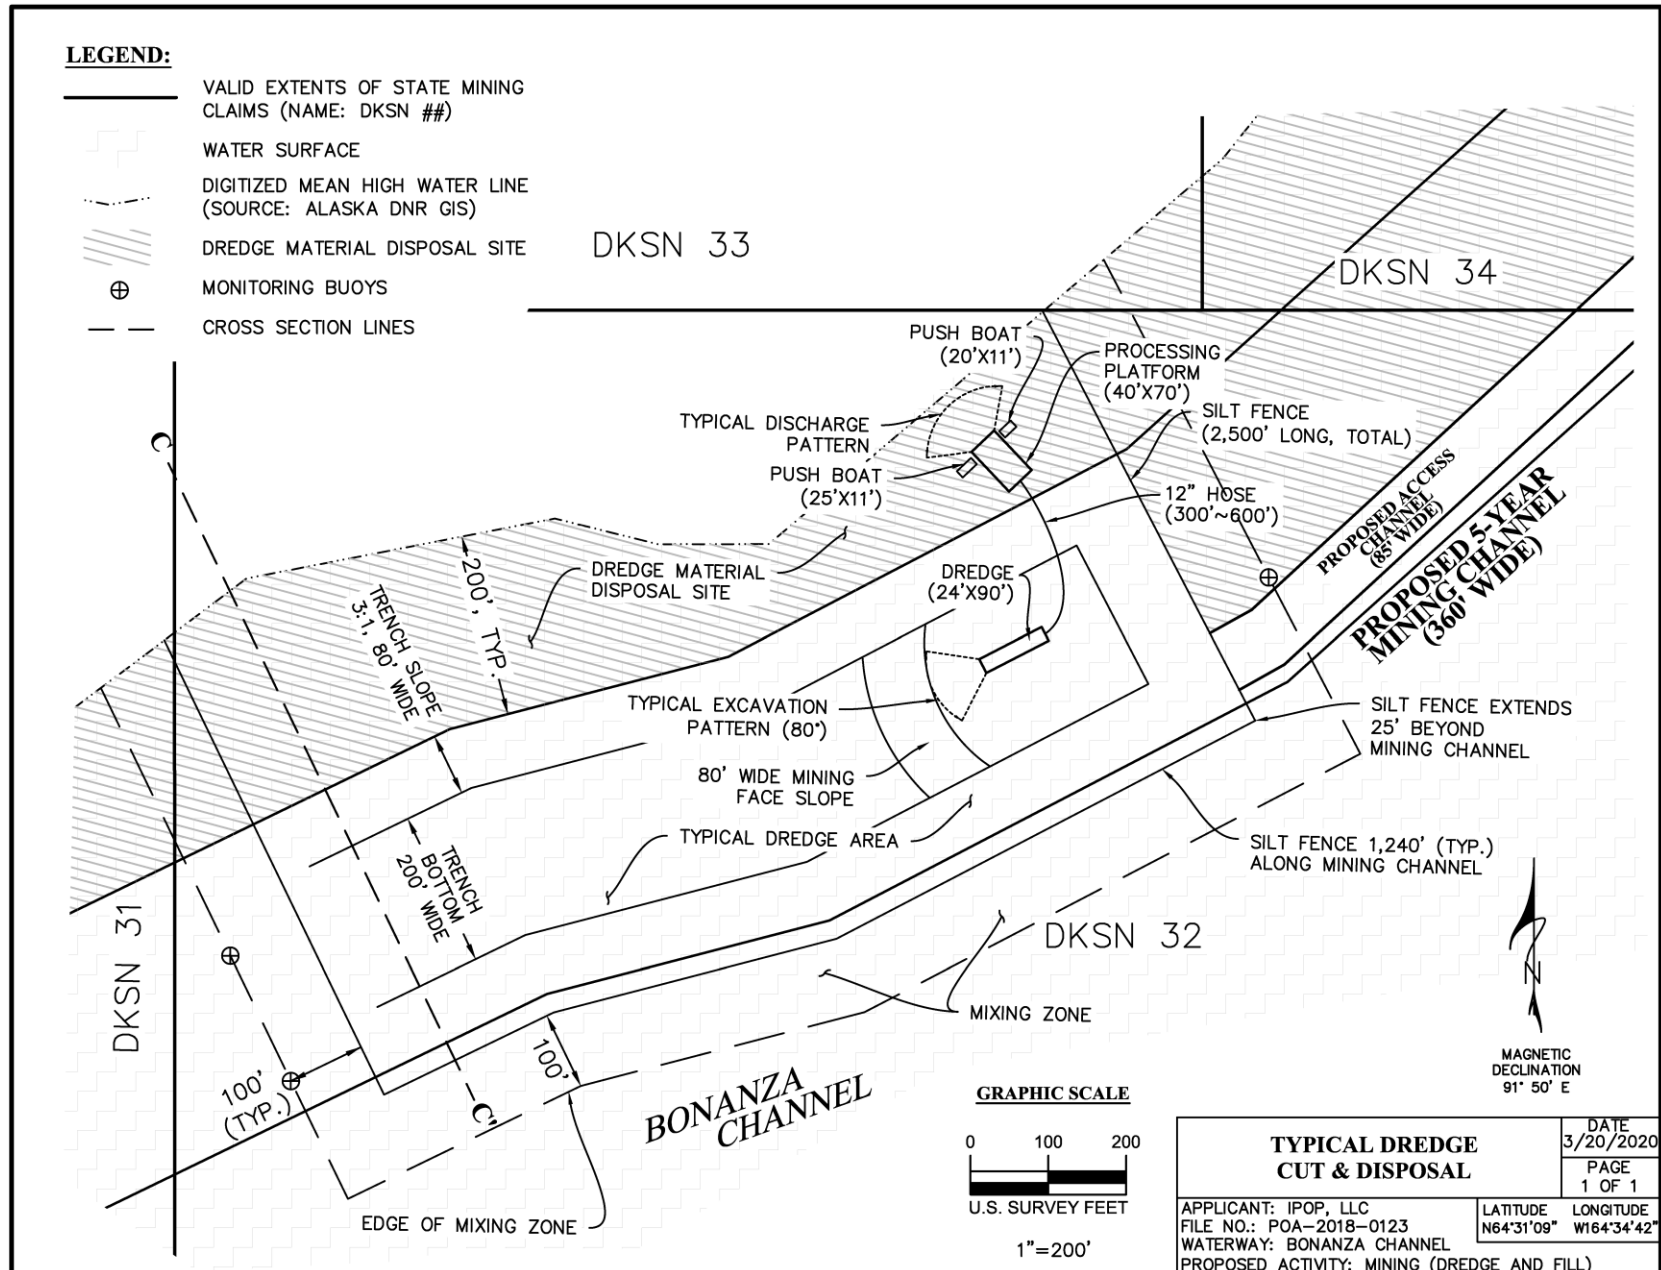 LEGEND:
VALID EXTENTS OF STATE MINING
CLAIMS (NAME: DKSN ##)
WATER SURFACE
DIGITIZED MEAN HIGH WATER LINE
(SOURCE: ALASKA DNR GIS)
DREDGE MATERIAL DISPOSAL SITE
MONITORING BUOYS
CROSS SECTION LINES
DKSN 33
DKSN 34
PUSH BOAT
(20'X11')
PROCESSING
PLATFORM
(40'X70')
TYPICAL DISCHARGE
PATTERN
SILT FENCE
(2,500' LONG, TOTAL)
PUSH BOAT
(25'X11')
12" HOSE
(300'~600')
PROPOSED ACCESS
CHANNEL
(85' WIDE)
PROPOSED 5-YEAR
MINING CHANNEL
(360' WIDE)
C
200', TYP.
DREDGE MATERIAL
DISPOSAL SITE
DREDGE
(24'X90')
TRENCH SLOPE
3:1, 80' WIDE
TYPICAL EXCAVATION
PATTERN (80°)
SILT FENCE EXTENDS
25' BEYOND
MINING CHANNEL
80' WIDE MINING
FACE SLOPE
TYPICAL DREDGE AREA
SILT FENCE 1,240' (TYP.)
ALONG MINING CHANNEL
TRENCH
BOTTOM
200' WIDE
DKSN 31
DKSN 32
MIXING ZONE
N
100'
(TYP.)
100'
C'
BONANZA
CHANNEL
EDGE OF MIXING ZONE
MAGNETIC
DECLINATION
91° 50' E
GRAPHIC SCALE
0 100 200
U.S. SURVEY FEET
1"=200'
TYPICAL DREDGE
CUT & DISPOSAL
DATE
3/20/2020
PAGE
1 OF 1
APPLICANT: IPOP, LLC
FILE NO.: POA-2018-0123
WATERWAY: BONANZA CHANNEL
PROPOSED ACTIVITY: MINING (DREDGE AND FILL)
LATITUDE
N64°31'09"
LONGITUDE
W164°34'42"